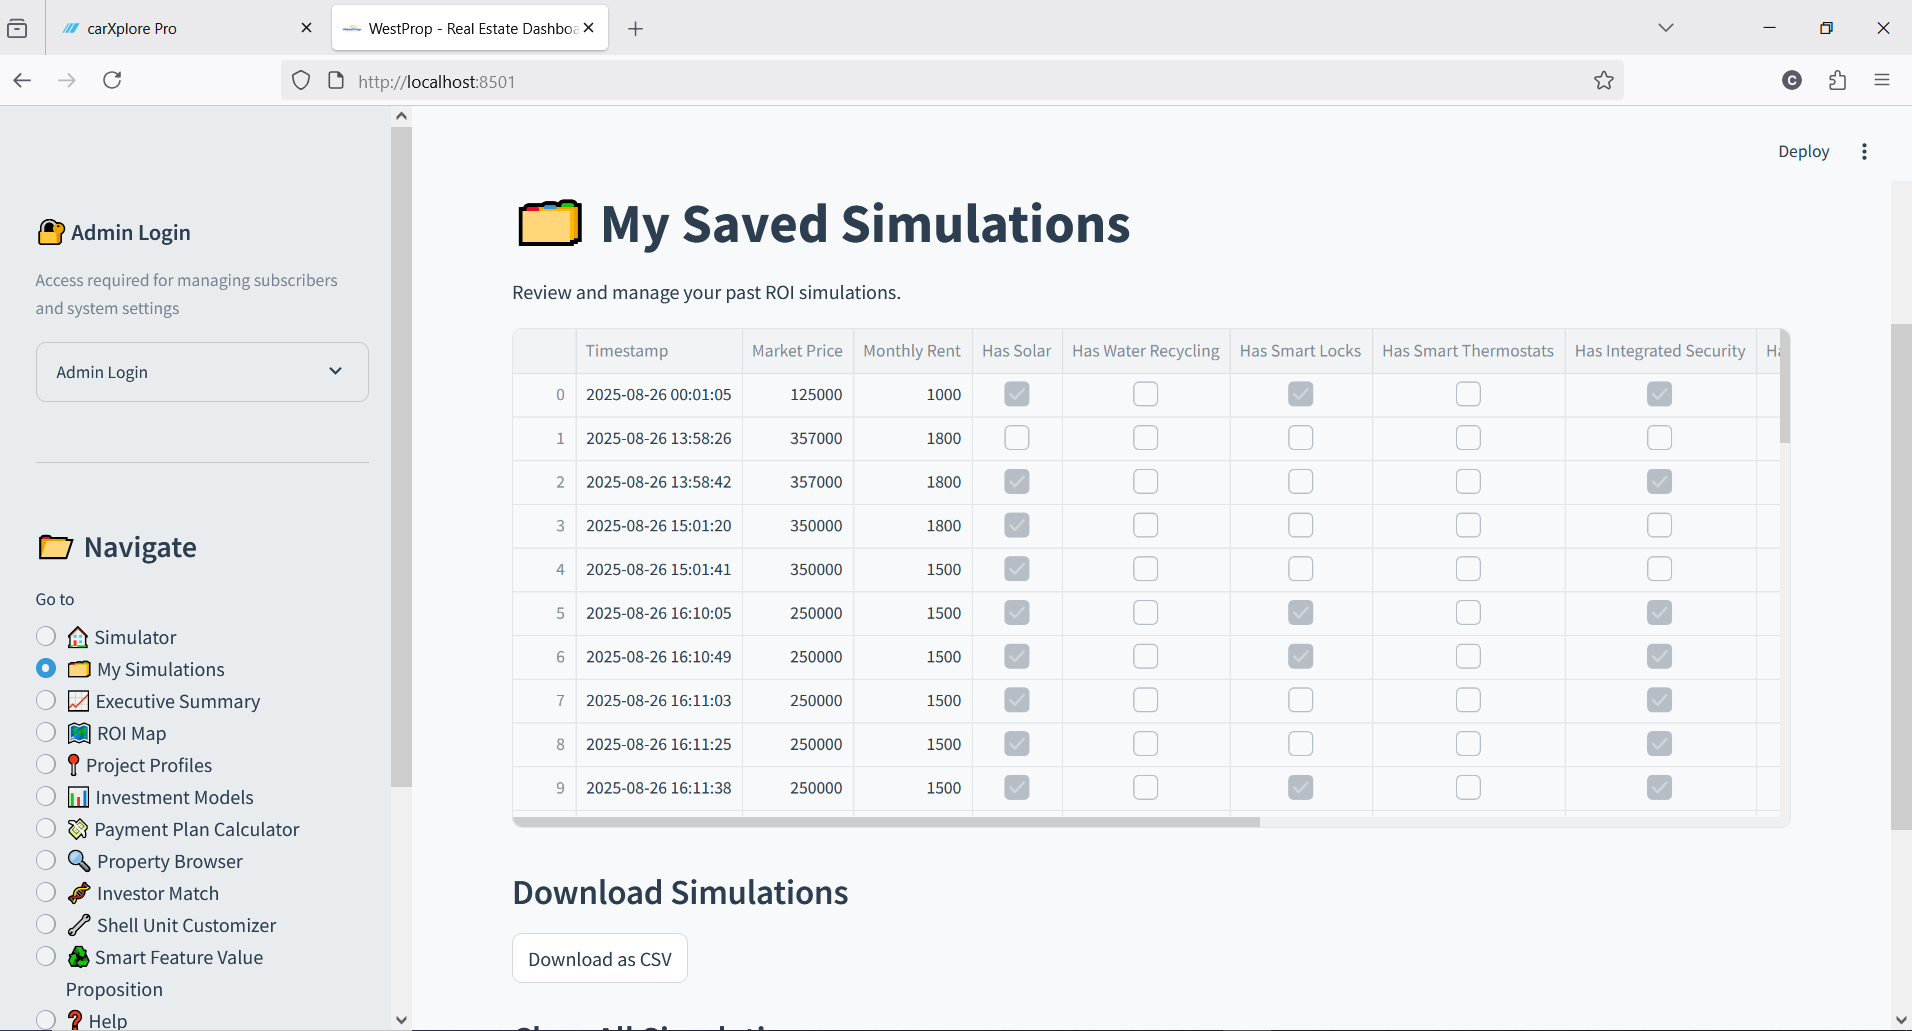 carXplore Pro
WestProp - Real Estate Dashboa
http://localhost:8501
C
Deploy
Admin Login
Access required for managing subscribers
and system settings
Admin Login
Navigate
Go to
Simulator
My Simulations
Executive Summary
ROI Map
Project Profiles
Investment Models
Payment Plan Calculator
Property Browser
Investor Match
Shell Unit Customizer
Smart Feature Value
Proposition
Help
My Saved Simulations
Review and manage your past ROI simulations.
Timestamp Market Price Monthly Rent Has Solar Has Water Recycling Has Smart Locks Has Smart Thermostats Has Integrated Security Ha
0 2025-08-26 00:01:05 125000 1000
1 2025-08-26 13:58:26 357000 1800
2 2025-08-26 13:58:42 357000 1800
3 2025-08-26 15:01:20 350000 1800
4 2025-08-26 15:01:41 350000 1500
5 2025-08-26 16:10:05 250000 1500
6 2025-08-26 16:10:49 250000 1500
7 2025-08-26 16:11:03 250000 1500
8 2025-08-26 16:11:25 250000 1500
9 2025-08-26 16:11:38 250000 1500
Download Simulations
Download as CSV